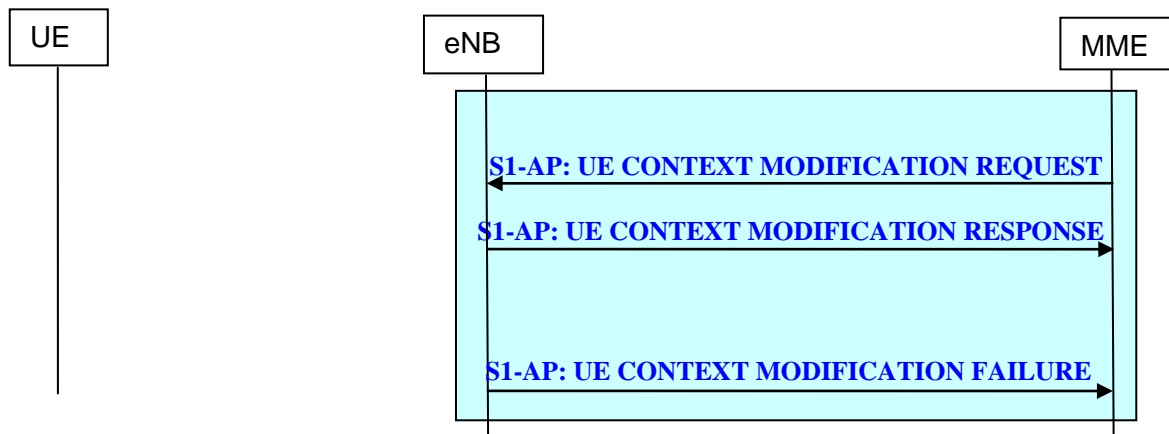 UE
eNB
MME
S1-AP: UE CONTEXT MODIFICATION REQUEST
S1-AP: UE CONTEXT MODIFICATION RESPONSE
S1-AP: UE CONTEXT MODIFICATION FAILURE